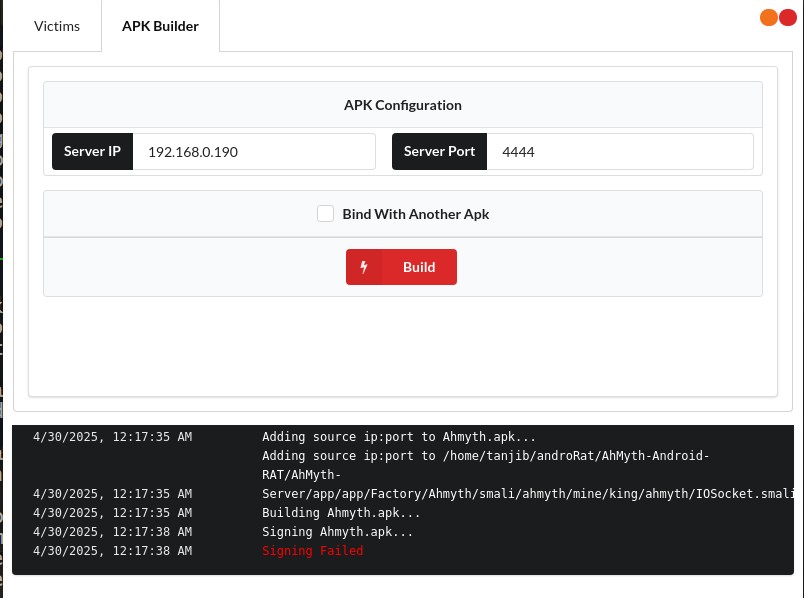 Victims
APK Builder
APK Configuration
Server IP
192.168.0.190
Server Port
4444
Bind With Another Apk
Build
4/30/2025, 12:17:35 AM Adding source ip:port to Ahmyth.apk...
Adding source ip:port to /home/tanjib/androRat/AhMyth-Android-
RAT/AhMyth-
4/30/2025, 12:17:35 AM Server/app/app/Factory/Ahmyth/smali/ahmyth/mine/king/ahmyth/IOSocket.smali
4/30/2025, 12:17:35 AM Building Ahmyth.apk...
4/30/2025, 12:17:38 AM Signing Ahmyth.apk...
4/30/2025, 12:17:38 AM Signing Failed